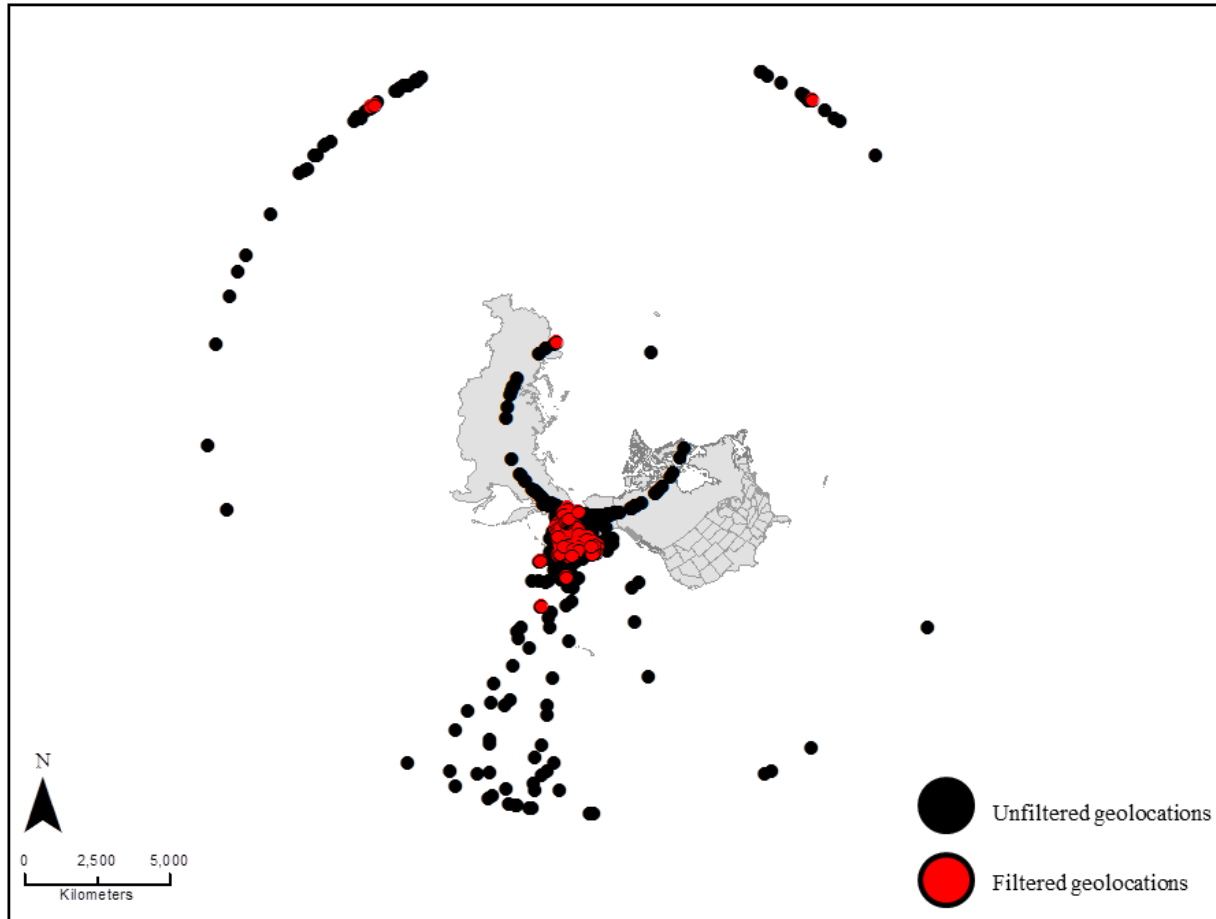 N
0 2,500 5,000
Kilometers
Unfiltered geolocations
Filtered geolocations